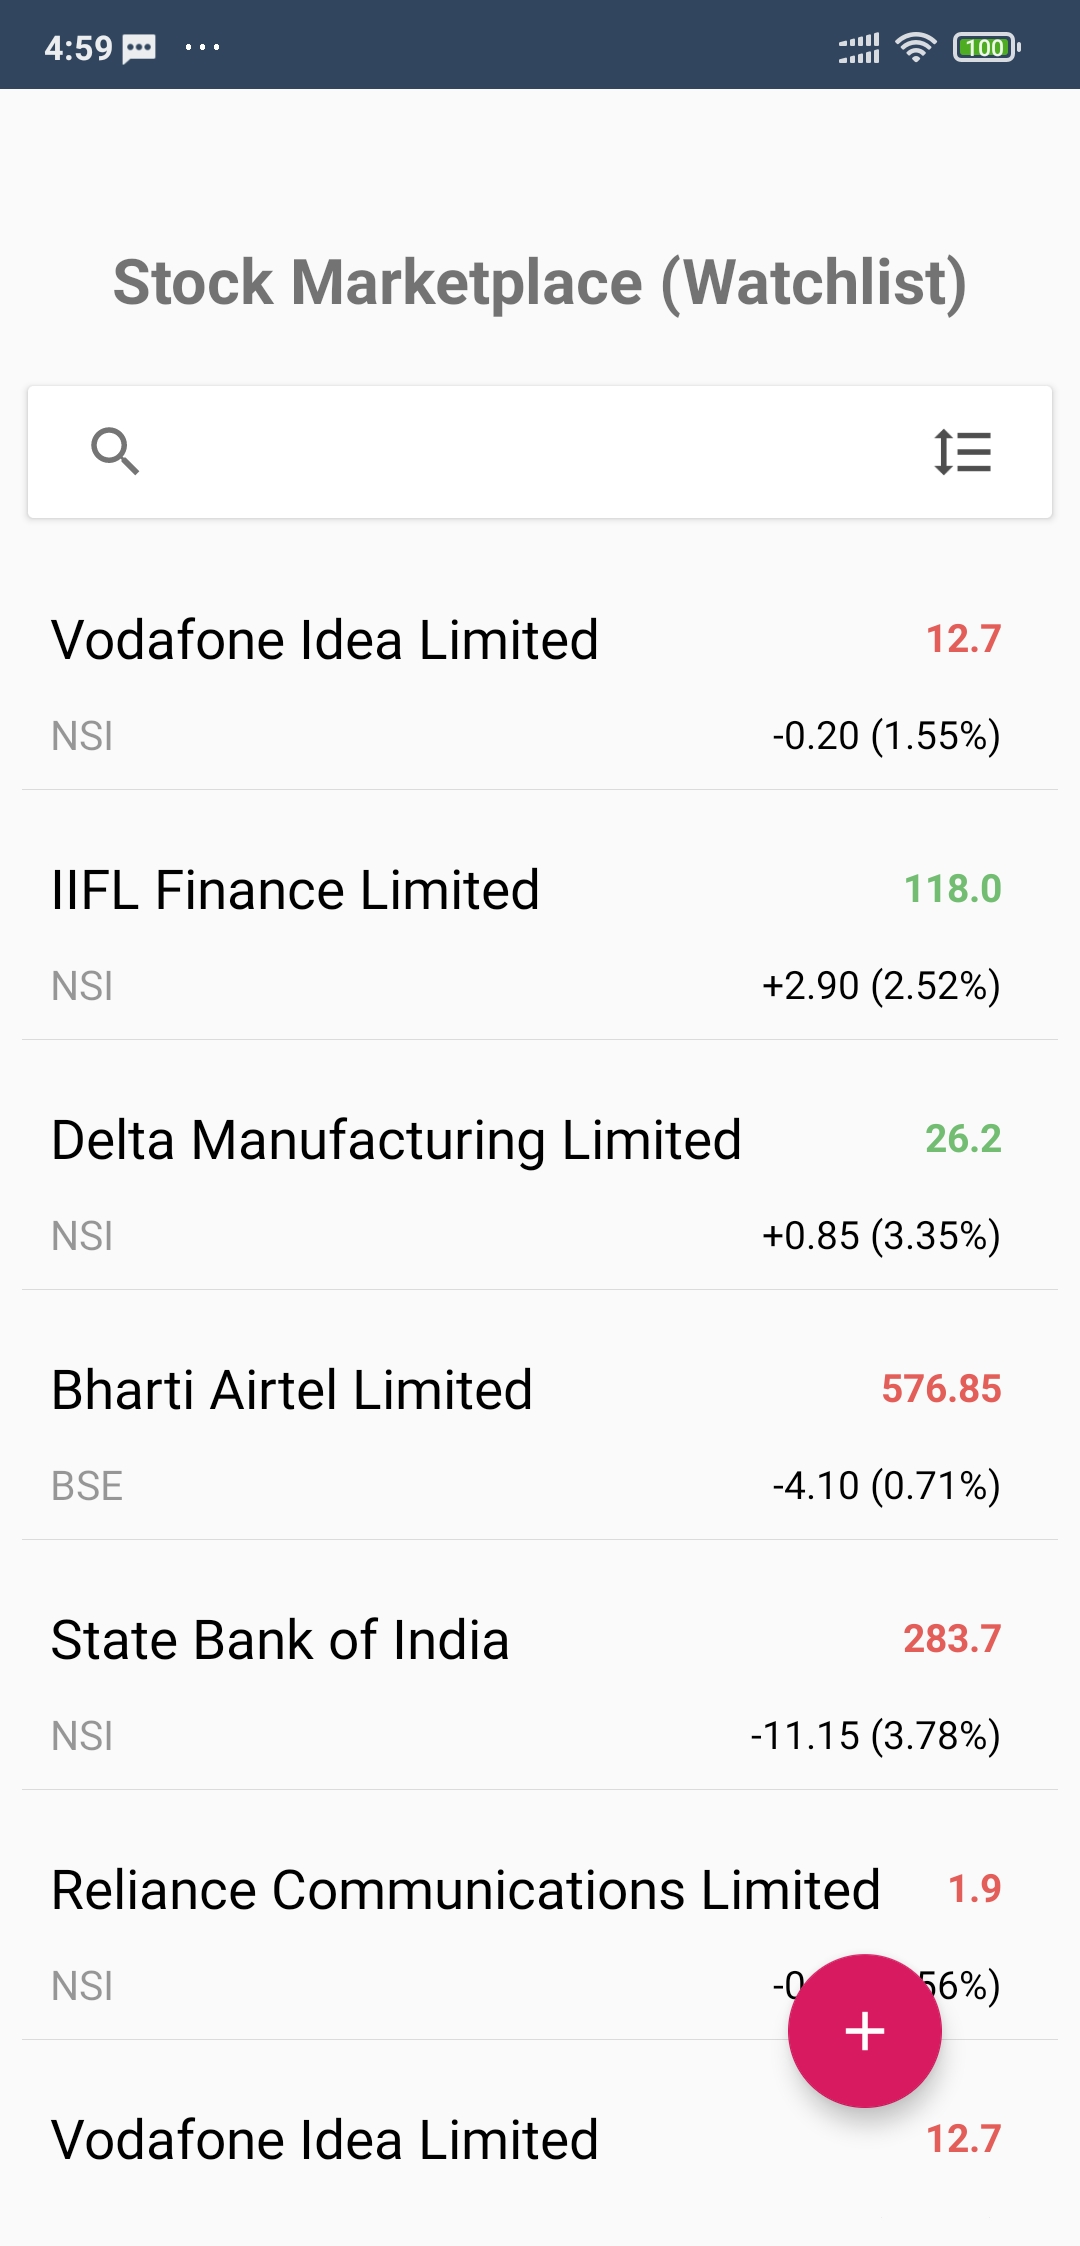 4:59
100
Stock Marketplace (Watchlist)
Vodafone Idea Limited 12.7
NSI -0.20 (1.55%)
IIFL Finance Limited 118.0
NSI +2.90 (2.52%)
Delta Manufacturing Limited 26.2
NSI +0.85 (3.35%)
Bharti Airtel Limited 576.85
BSE -4.10 (0.71%)
State Bank of India 283.7
NSI -11.15 (3.78%)
Reliance Communications Limited 1.9
NSI
Vodafone Idea Limited 12.7